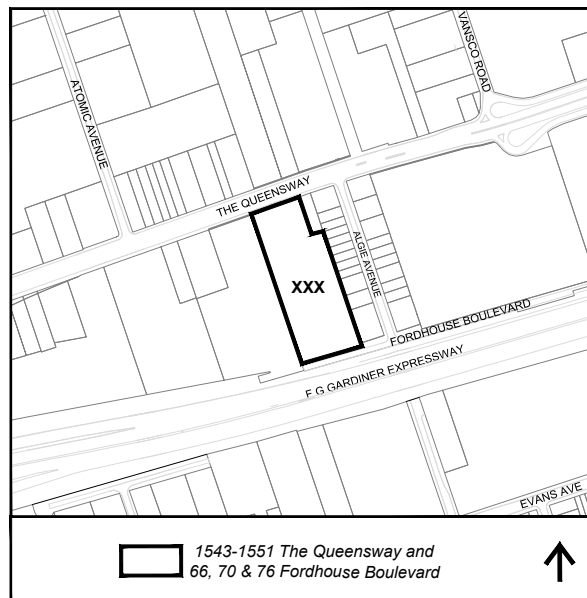 VANSCO ROAD
ATOMIC AVENUE
THE QUEENSWAY
ALGIE AVENUE
XXX
FORDHOUSE BOULEVARD
F G GARDINER EXPRESSWAY
EVANS AVE
1543-1551 The Queensway and
66, 70 & 76 Fordhouse Boulevard